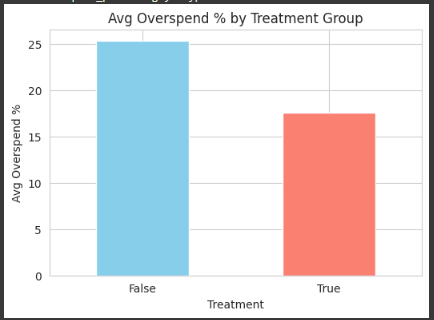 Avg Overspend % by Treatment Group
Avg Overspend %
25
20
15
10
5
0
False True
Treatment